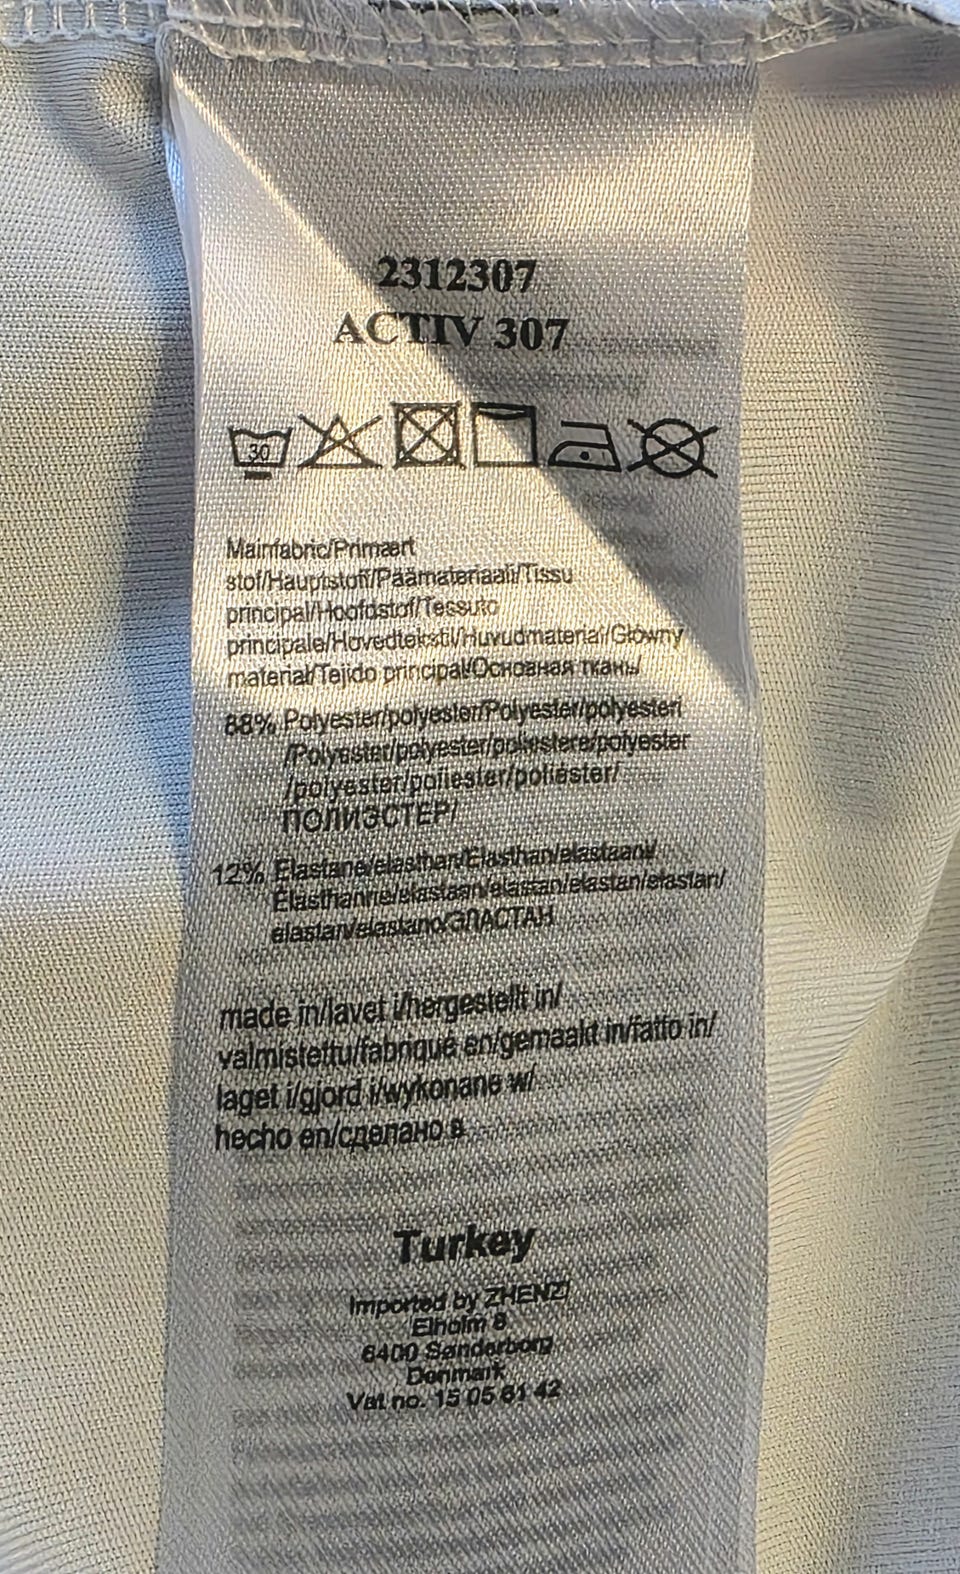 2312307
ACTIV 307
30
Mainfabric/Primært
stof/Hauptstoff/Päämateriaali/Tissu
principal/Hoofdstof/Tessuto
principale/Hovedtekstil/Huvudmaterial/Główny
material/Tejido principal/Основная ткань/
88% Polyester/polyester/Polyester/polyesteri
/Polyester/polyester/poliestere/polyester
/polyester/poliester/poliéster/
ПОЛИЭСТЕР/
12% Elastane/elasthan/Elasthan/elastaani/
Elasthanne/elastaan/elastan/elastan/elastan/
elastan/elastano/ЭЛАСТАН
made in/lavet i/hergestellt in/
valmistettu/fabriqué en/gemaakt in/fatto in/
laget i/gjord i/wykonane w/
hecho en/сделано в
Turkey
Imported by ZHENZI
Elholm 8
6400 Sønderborg
Denmark
Vat no. 15 05 61 42